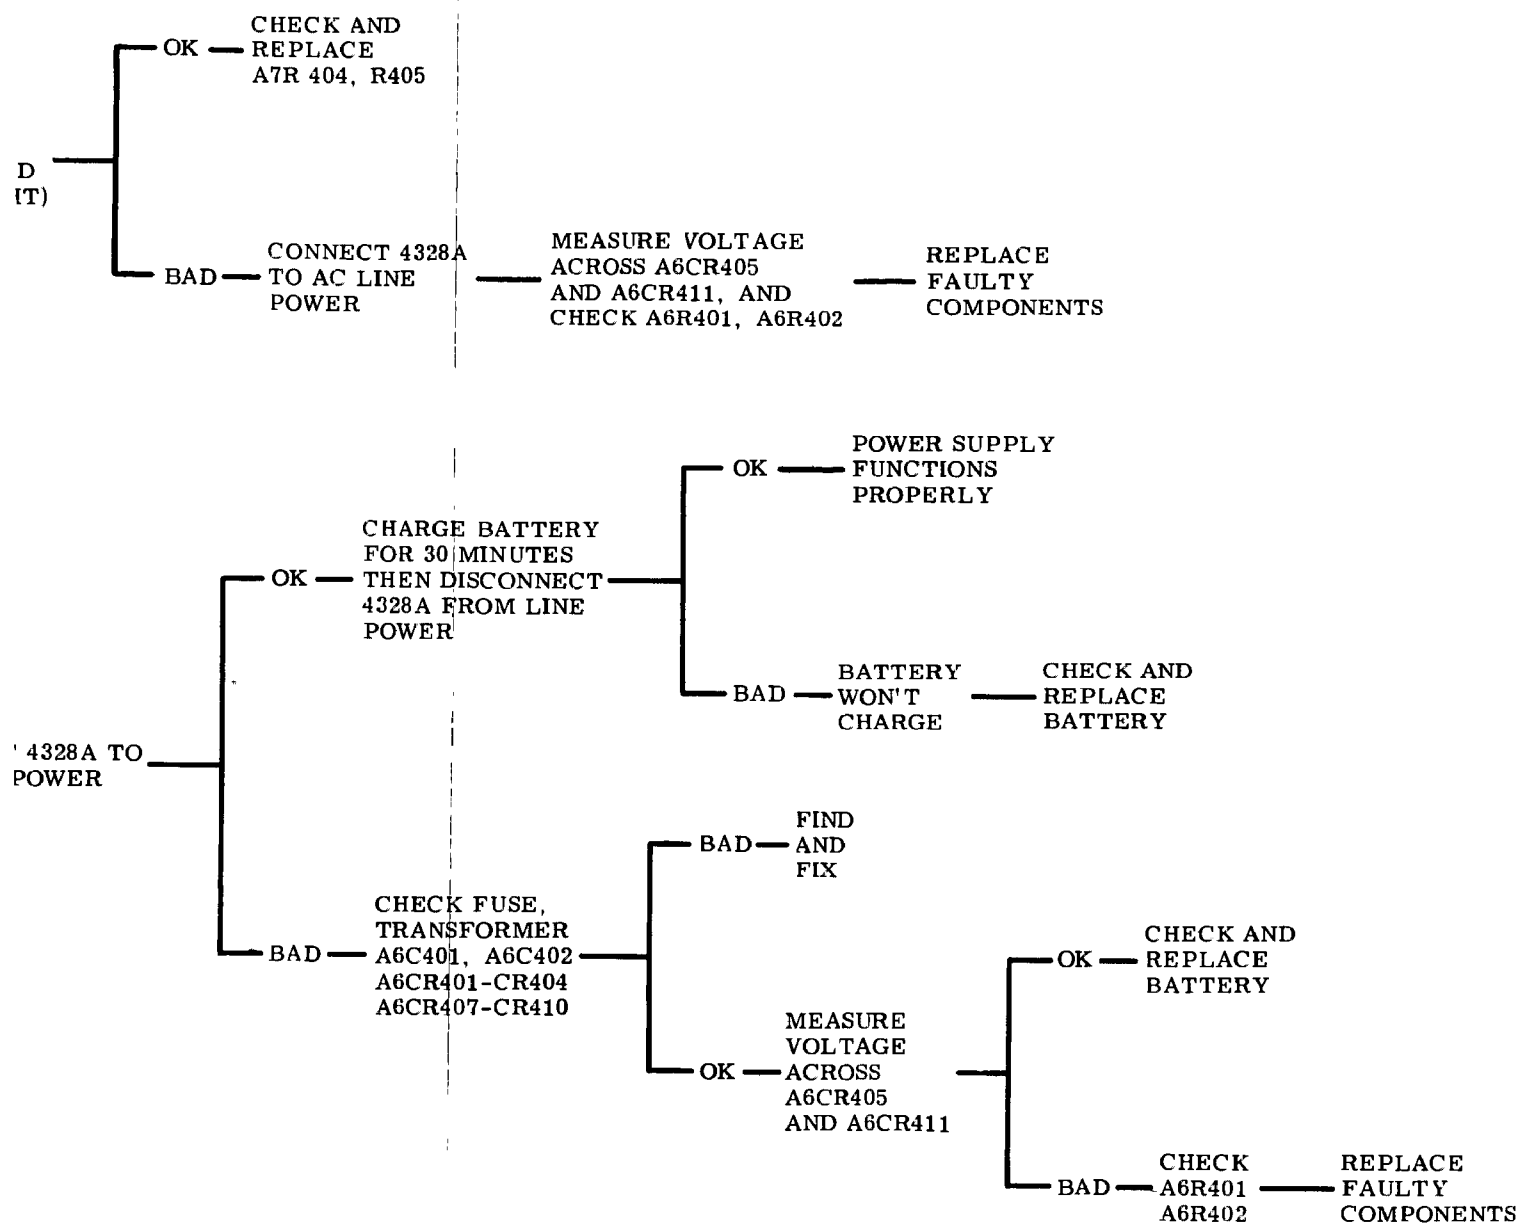 CHECK AND
REPLACE
A7R 404, R405
OK
D
IT)
BAD
CONNECT 4328A
TO AC LINE
POWER
MEASURE VOLTAGE
ACROSS A6CR405
AND A6CR411, AND
CHECK A6R401, A6R402
REPLACE
FAULTY
COMPONENTS
4328A TO
POWER
OK
CHARGE BATTERY
FOR 30 MINUTES
THEN DISCONNECT
4328A FROM LINE
POWER
OK
POWER SUPPLY
FUNCTIONS
PROPERLY
BAD
BATTERY
WON'T
CHARGE
CHECK AND
REPLACE
BATTERY
BAD
CHECK FUSE,
TRANSFORMER
A6C401, A6C402
A6CR401-CR404
A6CR407-CR410
BAD
FIND
AND
FIX
OK
MEASURE
VOLTAGE
ACROSS
A6CR405
AND A6CR411
OK
CHECK AND
REPLACE
BATTERY
BAD
CHECK
A6R401
A6R402
REPLACE
FAULTY
COMPONENTS